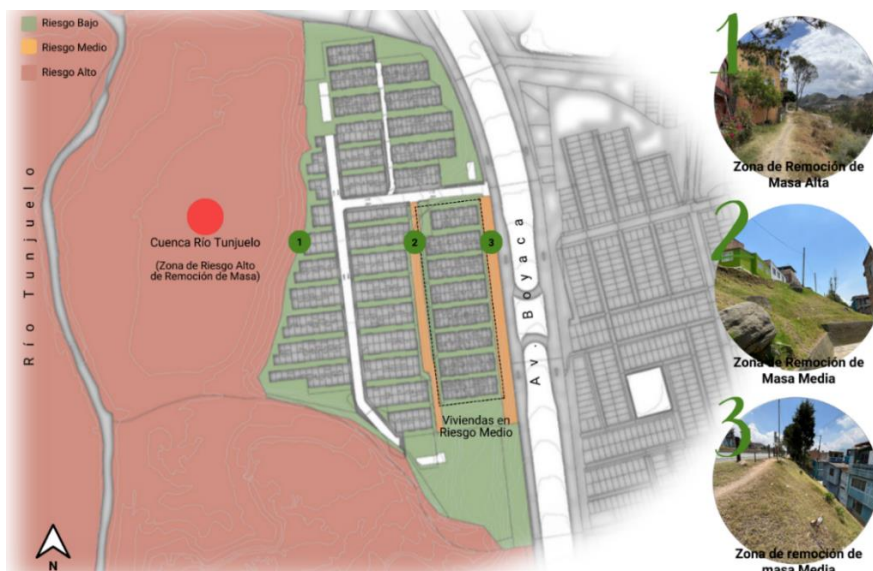 Riesgo Bajo
Riesgo Medio
Riesgo Alto
Río Tunjuelo
Cuenca Río Tunjuelo
(Zona de Riesgo Alto
de Remoción de Masa)
1
2
3
Viviendas en
Riesgo Medio
Av. Boyaca
N
1
Zona de Remoción de
Masa Alta
2
Zona de Remoción de
Masa Media
3
Zona de remoción de
masa Media